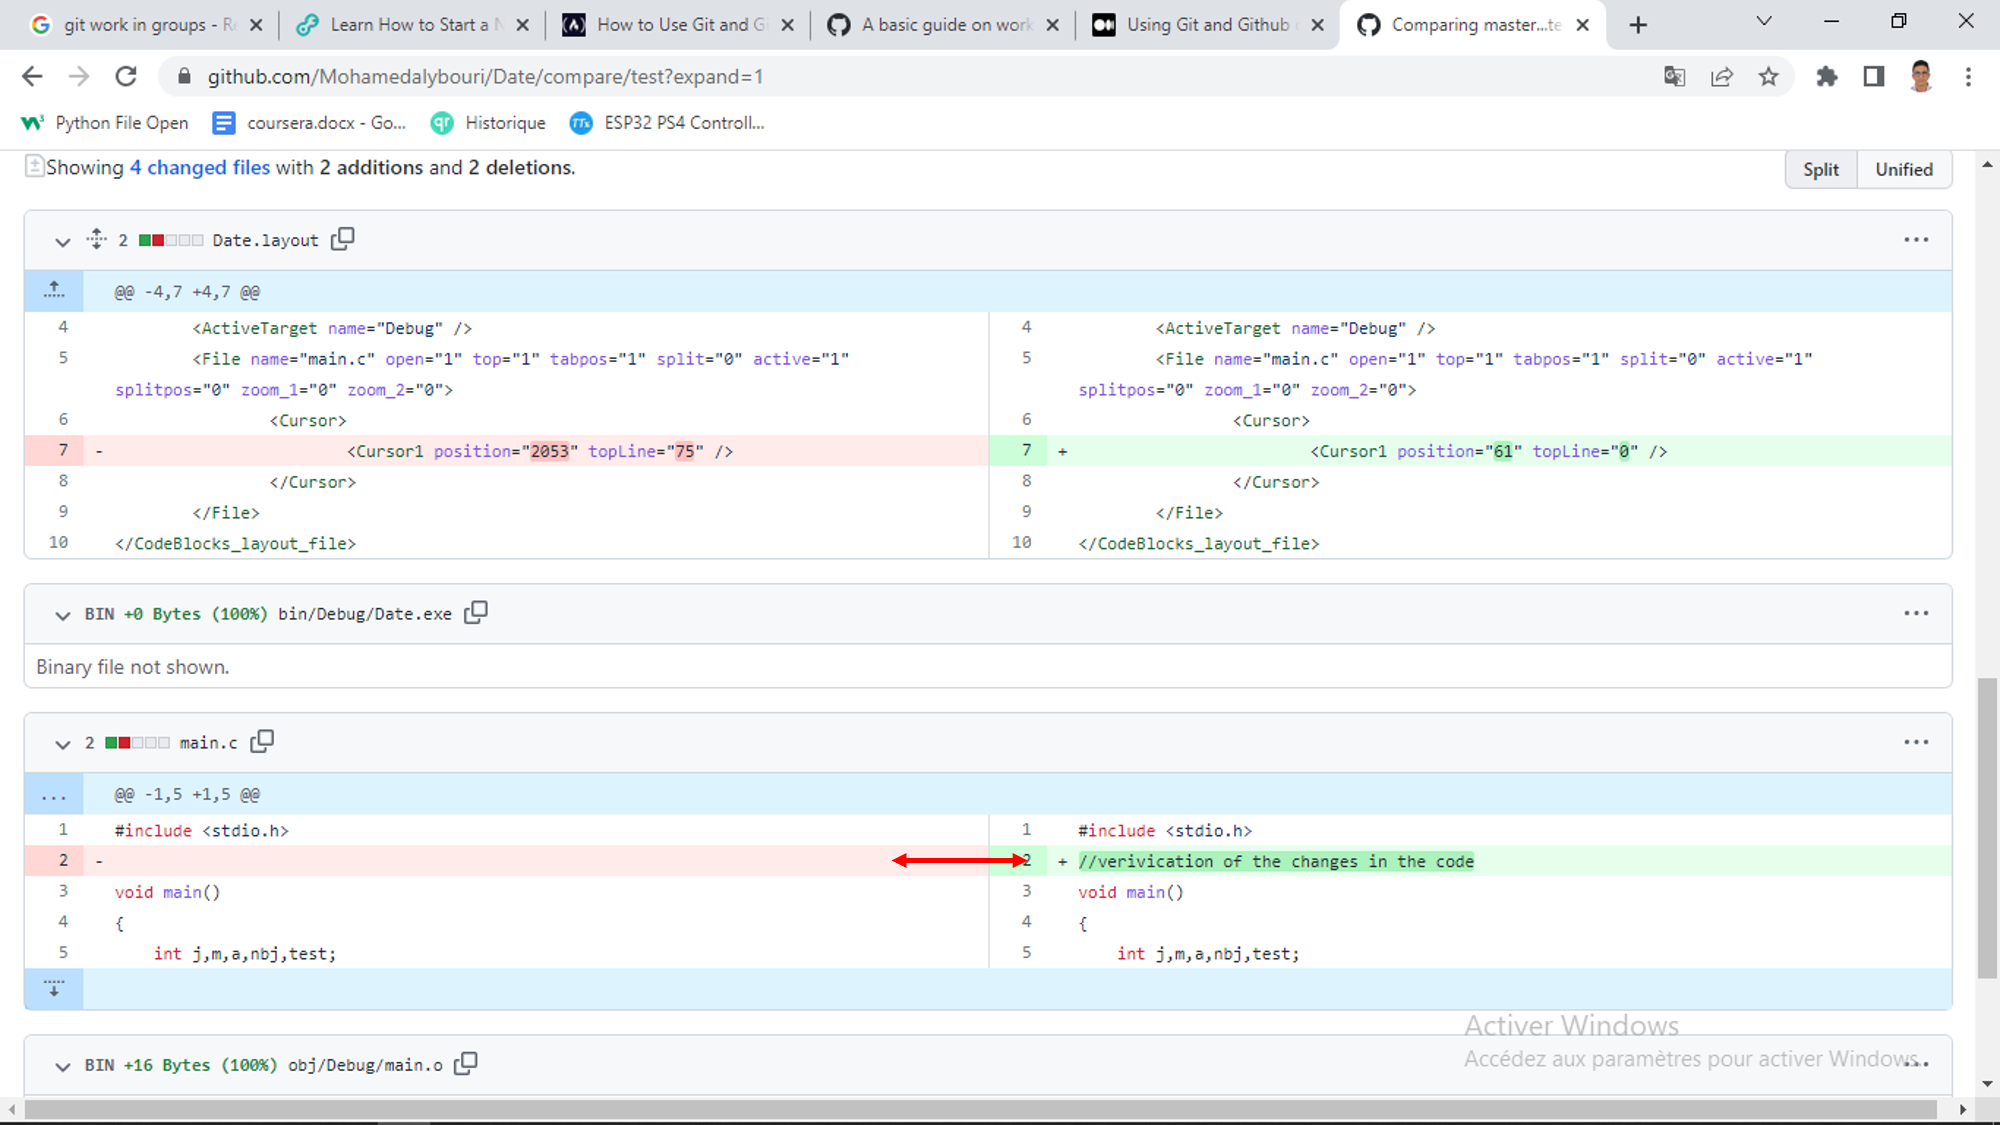 git work in groups - R
Learn How to Start a N
How to Use Git and G
A basic guide on work
Using Git and Github
Comparing master...te
github.com/Mohamedalybouri/Date/compare/test?expand=1
Python File Open
coursera.docx - Go...
qr Historique
TTs ESP32 PS4 Controll...
Showing 4 changed files with 2 additions and 2 deletions.
Split Unified
2 Date.layout
@@ -4,7 +4,7 @@
4 <ActiveTarget name="Debug" /> 4 <ActiveTarget name="Debug" />
5 <File name="main.c" open="1" top="1" tabpos="1" split="0" active="1" 5 <File name="main.c" open="1" top="1" tabpos="1" split="0" active="1"
splitpos="0" zoom_1="0" zoom_2="0"> splitpos="0" zoom_1="0" zoom_2="0">
6 <Cursor> 6 <Cursor>
7 - <Cursor1 position="2053" topLine="75" /> 7 + <Cursor1 position="61" topLine="0" />
8 </Cursor> 8 </Cursor>
9 </File> 9 </File>
10 </CodeBlocks_layout_file> 10 </CodeBlocks_layout_file>
BIN +0 Bytes (100%) bin/Debug/Date.exe
Binary file not shown.
2 main.c
@@ -1,5 +1,5 @@
1 #include <stdio.h> 1 #include <stdio.h>
2 - 2 + //verivication of the changes in the code
3 void main() 3 void main()
4 { 4 {
5 int j,m,a,nbj,test; 5 int j,m,a,nbj,test;
Activer Windows
Accédez aux paramètres pour activer Windows.
BIN +16 Bytes (100%) obj/Debug/main.o